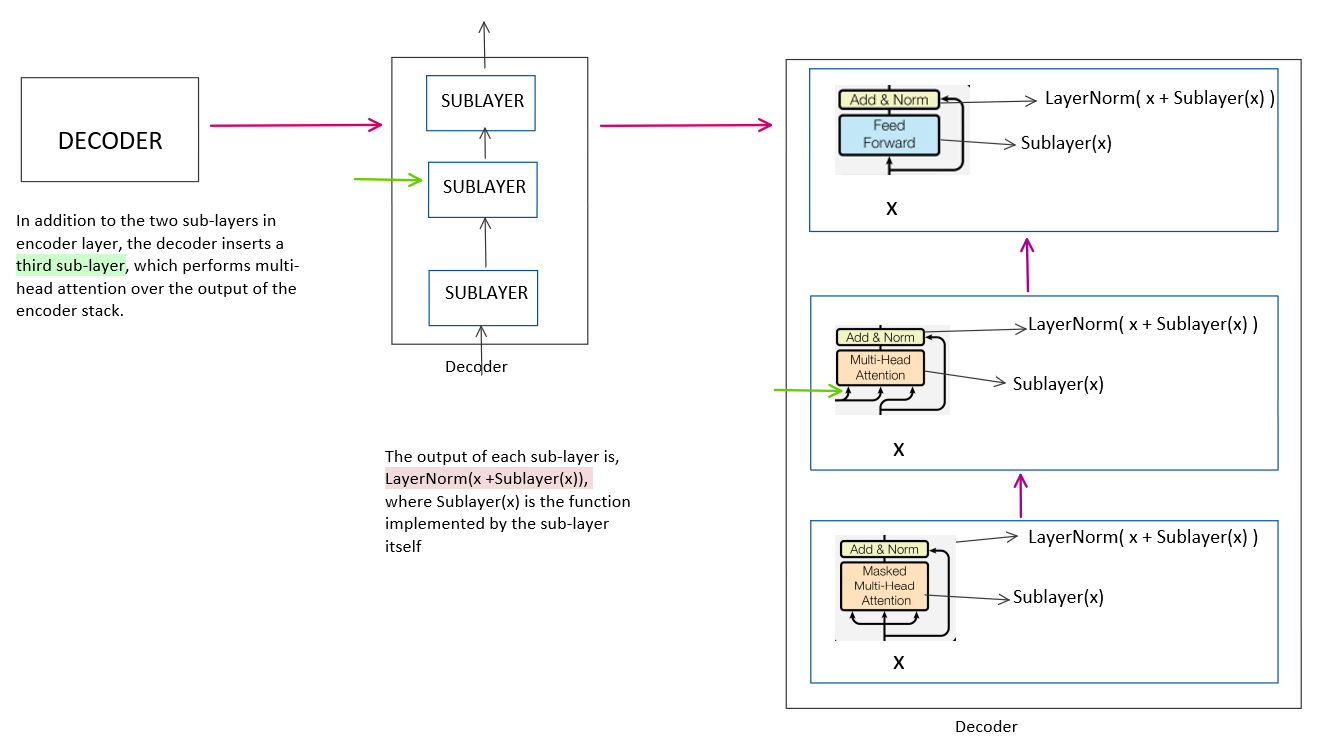 DECODER
In addition to the two sub-layers in
encoder layer, the decoder inserts a
third sub-layer, which performs multi-
head attention over the output of the
encoder stack.
SUBLAYER
SUBLAYER
SUBLAYER
Decoder
The output of each sub-layer is,
LayerNorm(x +Sublayer(x)),
where Sublayer(x) is the function
implemented by the sub-layer
itself
Add & Norm
LayerNorm( x + Sublayer(x) )
Feed
Forward
Sublayer(x)
X
Add & Norm
LayerNorm( x + Sublayer(x) )
Multi-Head
Attention
Sublayer(x)
X
Add & Norm
LayerNorm( x + Sublayer(x) )
Masked
Multi-Head
Attention
Sublayer(x)
X
Decoder